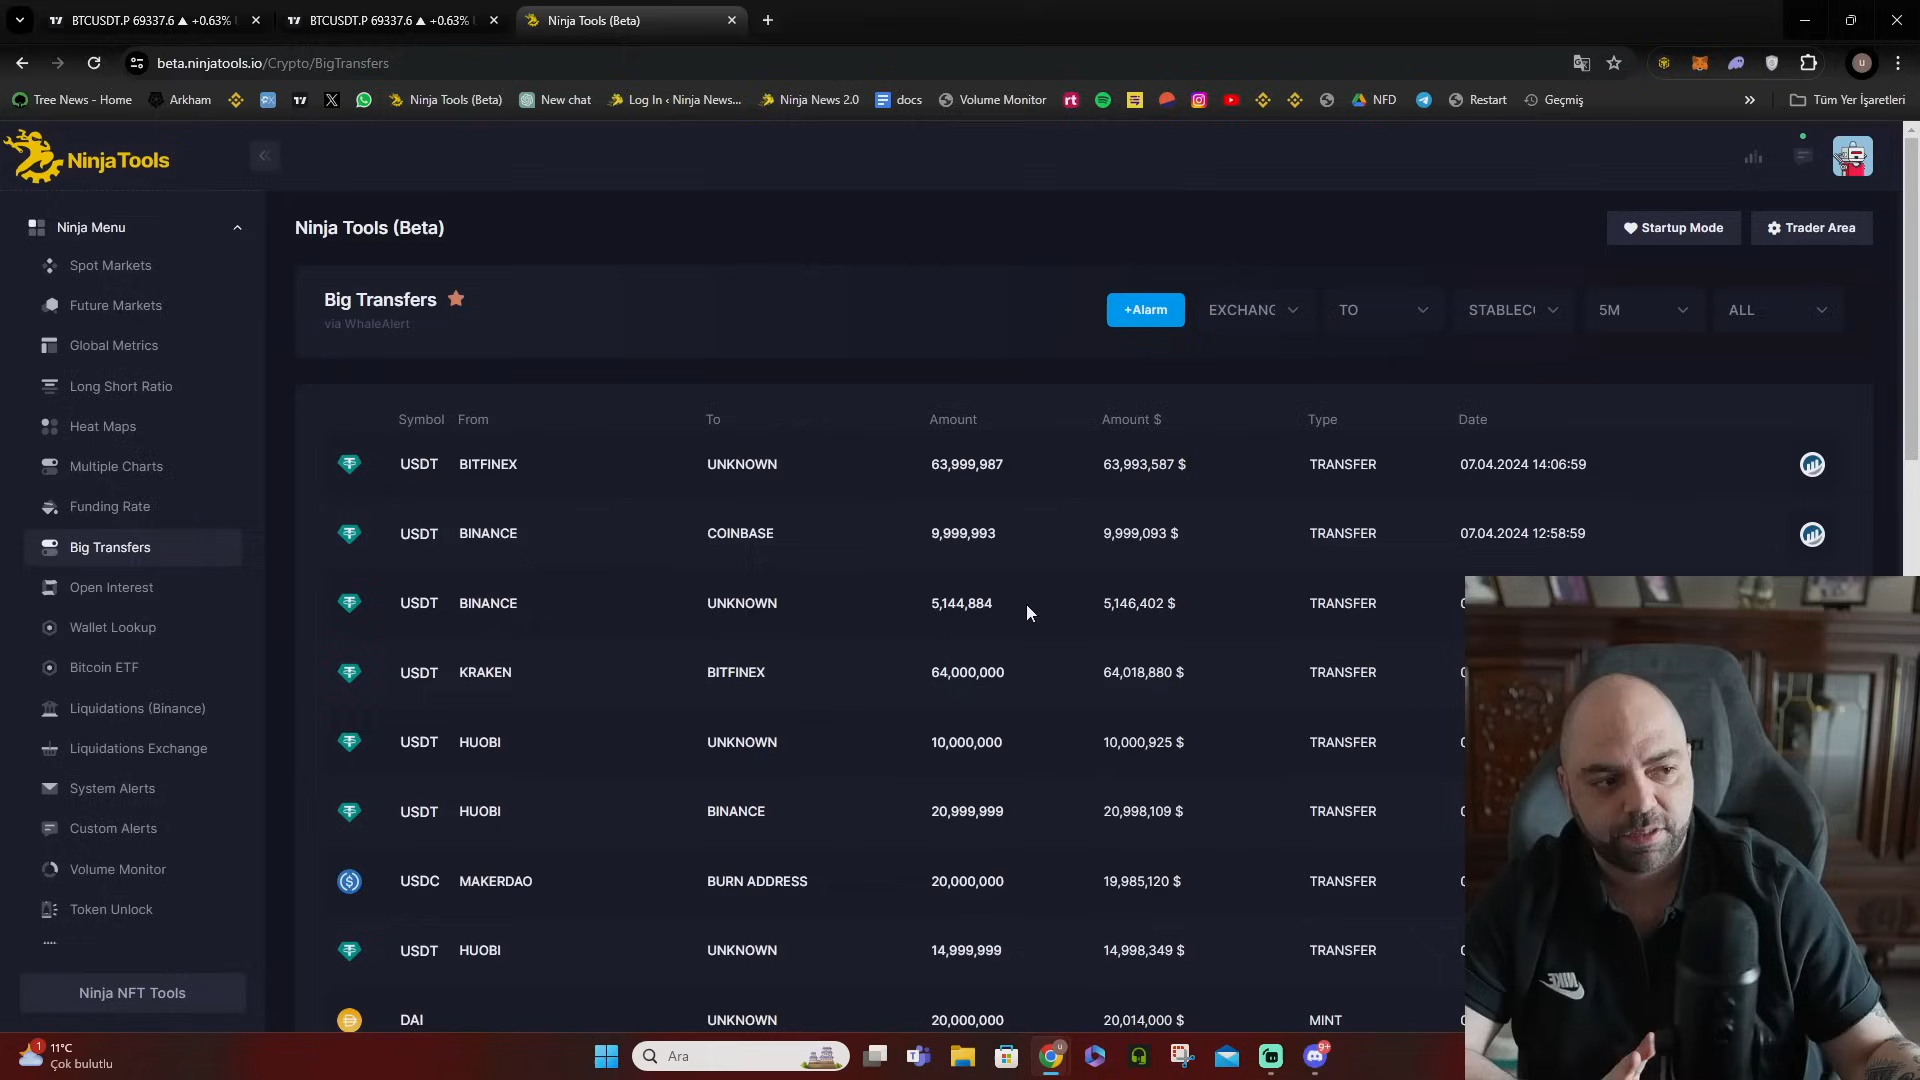 BTCUSDT.P 69337.6 ▲ +0.63%
BTCUSDT.P 69337.6 ▲ +0.63%
Ninja Tools (Beta)
beta.ninjatools.io/Crypto/BigTransfers
U
Tree News - Home
Arkham
Ninja Tools (Beta)
New chat
Log In ‹ Ninja News...
Ninja News 2.0
docs
Volume Monitor
rt
NFD
Restart
Geçmiş
Tüm Yer İşaretleri
NinjaTools
Ninja Menu
Spot Markets
Future Markets
Global Metrics
Long Short Ratio
Heat Maps
Multiple Charts
Funding Rate
Big Transfers
Open Interest
Wallet Lookup
Bitcoin ETF
Liquidations (Binance)
Liquidations Exchange
System Alerts
Custom Alerts
Volume Monitor
Token Unlock
....
Ninja NFT Tools
Ninja Tools (Beta)
Startup Mode
Trader Area
Big Transfers
via WhaleAlert
+Alarm
EXCHANG
TO
STABLEC
5M
ALL
Symbol From To Amount Amount $ Type Date
USDT BITFINEX UNKNOWN 63,999,987 63,993,587 $ TRANSFER 07.04.2024 14:06:59
USDT BINANCE COINBASE 9,999,993 9,999,093 $ TRANSFER 07.04.2024 12:58:59
USDT BINANCE UNKNOWN 5,144,884 5,146,402 $ TRANSFER
USDT KRAKEN BITFINEX 64,000,000 64,018,880 $ TRANSFER
USDT HUOBI UNKNOWN 10,000,000 10,000,925 $ TRANSFER
USDT HUOBI BINANCE 20,999,999 20,998,109 $ TRANSFER
USDC MAKERDAO BURN ADDRESS 20,000,000 19,985,120 $ TRANSFER
USDT HUOBI UNKNOWN 14,999,999 14,998,349 $ TRANSFER
DAI UNKNOWN 20,000,000 20,014,000 $ MINT
NIKE
1
11°C
Çok bulutlu
Ara
9+